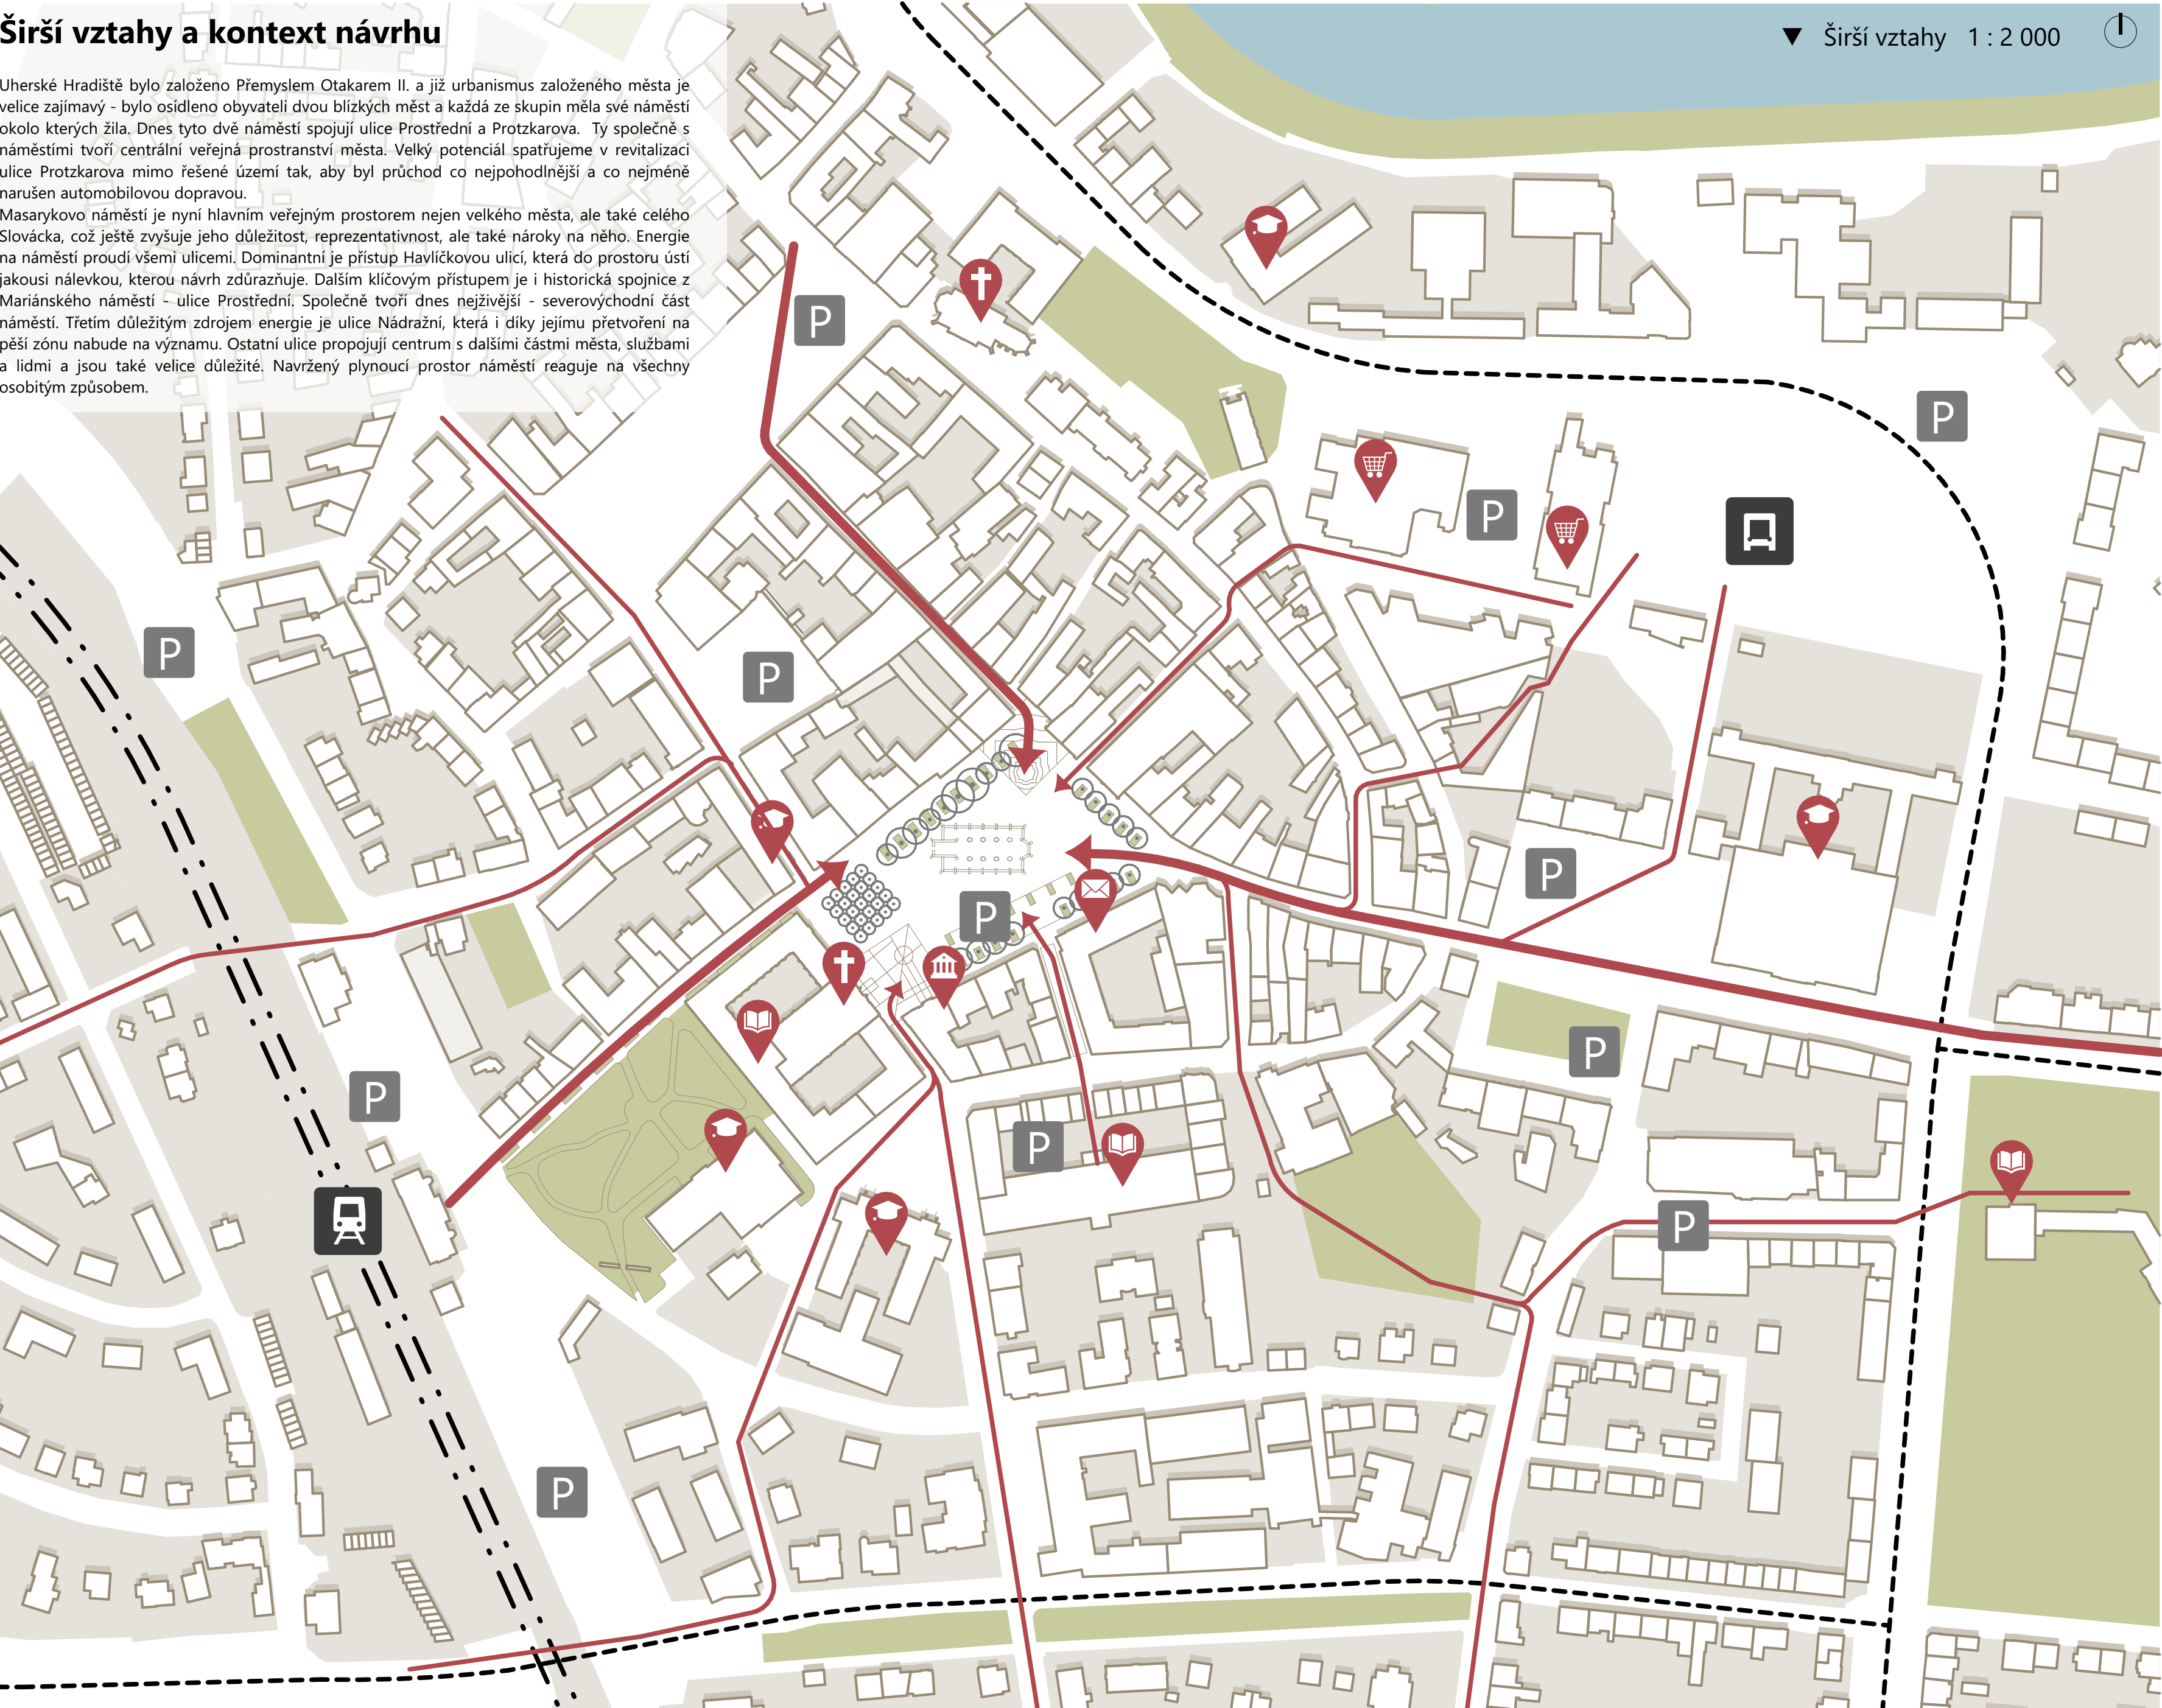 Širší vztahy a kontext návrhu
▼ Širší vztahy 1 : 2 000
Uherské Hradiště bylo založeno Přemyslem Otakarem II. a již urbanismus založeného města je
velice zajímavý - bylo osídleno obyvateli dvou blízkých měst a každá ze skupin měla své náměstí
okolo kterých žila. Dnes tyto dvě náměstí spojují ulice Prostřední a Protzkarova. Ty společně s
náměstími tvoří centrální veřejná prostranství města. Velký potenciál spatřujeme v revitalizaci
ulice Protzkarova mimo řešené území tak, aby byl průchod co nejpohodlnější a co nejméně
narušen automobilovou dopravou.
Masarykovo náměstí je nyní hlavním veřejným prostorem nejen velkého města, ale také celého
Slovácka, což ještě zvyšuje jeho důležitost, reprezentativnost, ale také nároky na něho. Energie
na náměstí proudí všemi ulicemi. Dominantní je přístup Havlíčkovou ulicí, která do prostoru ústí
jakousi nálevkou, kterou návrh zdůrazňuje. Dalším klíčovým přístupem je i historická spojnice z
Mariánského náměstí - ulice Prostřední. Společně tvoří dnes nejživější - severovýchodní část
náměstí. Třetím důležitým zdrojem energie je ulice Nádražní, která i díky jejímu přetvoření na
pěší zónu nabude na významu. Ostatní ulice propojují centrum s dalšími částmi města, službami
a lidmi a jsou také velice důležité. Navržený plynoucí prostor náměstí reaguje na všechny
osobitým způsobem.
P
P
P
P
P
P
P
P
P
P
P
P